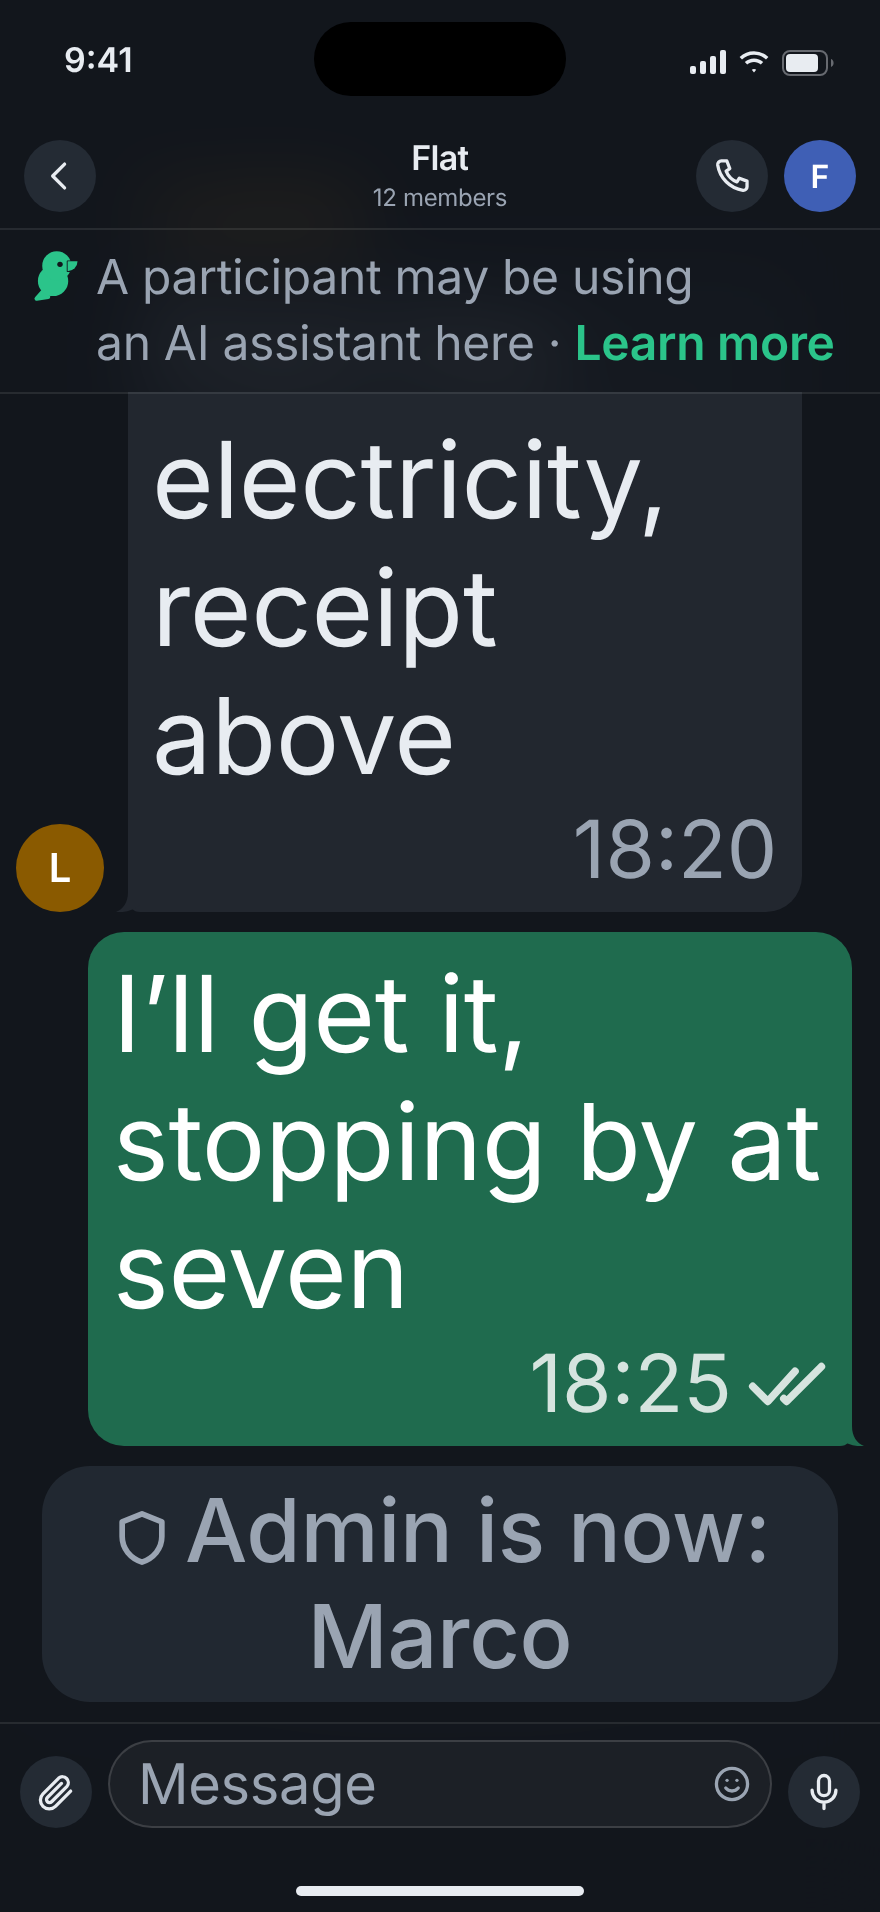 9:41
Flat
12 members
F
A participant may be using
an AI assistant here · Learn more
electricity,
receipt
above
18:20
L
I’ll get it,
stopping by at
seven
18:25
Admin is now:
Marco
Message